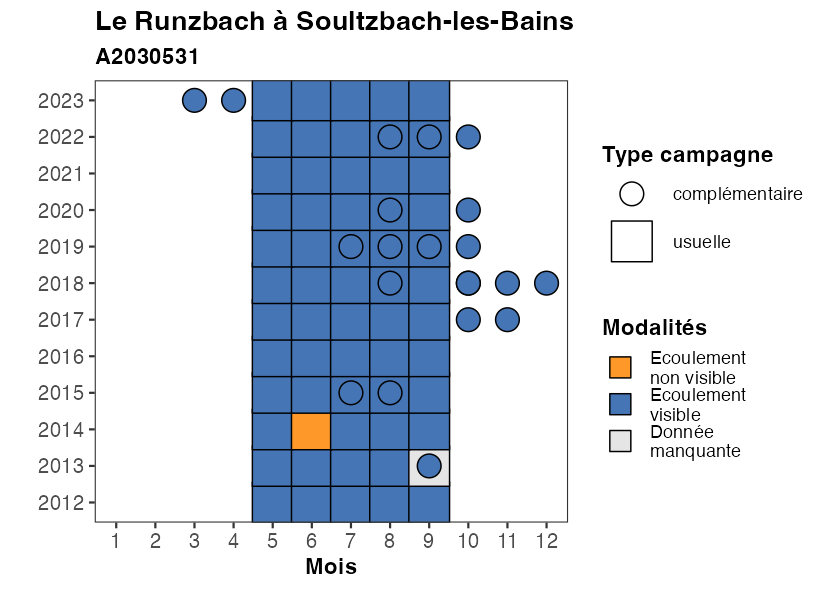 Le Runzbach à Soultzbach-les-Bains
A2030531
2023
2022
2021
2020
2019
2018
2017
2016
2015
2014
2013
2012
1 2 3 4 5 6 7 8 9 10 11 12
Mois
Type campagne
complémentaire
usuelle
Modalités
Ecoulement
non visible
Ecoulement
visible
Donnée
manquante